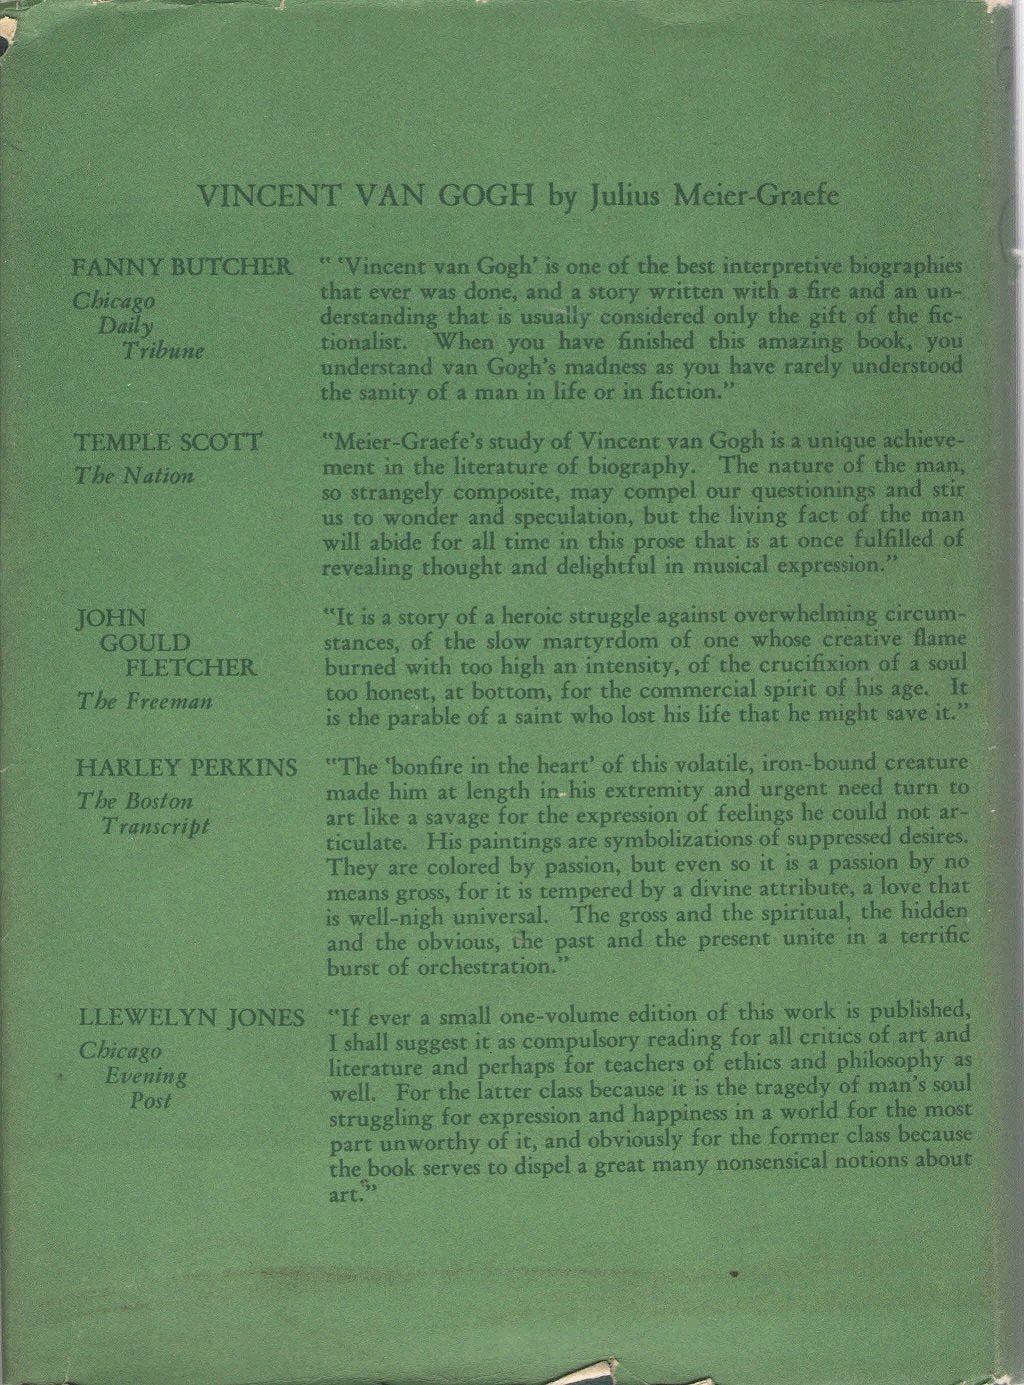 VINCENT VAN GOGH by Julius Meier-Graefe
FANNY BUTCHER
Chicago
Daily
Tribune
" 'Vincent van Gogh' is one of the best interpretive biographies
that ever was done, and a story written with a fire and an un-
derstanding that is usually considered only the gift of the fic-
tionalist. When you have finished this amazing book, you
understand van Gogh's madness as you have rarely understood
the sanity of a man in life or in fiction."
TEMPLE SCOTT
The Nation
"Meier-Graefe's study of Vincent van Gogh is a unique achieve-
ment in the literature of biography. The nature of the man,
so strangely composite, may compel our questionings and stir
us to wonder and speculation, but the living fact of the man
will abide for all time in this prose that is at once fulfilled of
revealing thought and delightful in musical expression."
JOHN
GOULD
FLETCHER
The Freeman
"It is a story of a heroic struggle against overwhelming circum-
stances, of the slow martyrdom of one whose creative flame
burned with too high an intensity, of the crucifixion of a soul
too honest, at bottom, for the commercial spirit of his age. It
is the parable of a saint who lost his life that he might save it."
HARLEY PERKINS
The Boston
Transcript
"The 'bonfire in the heart' of this volatile, iron-bound creature
made him at length in his extremity and urgent need turn to
art like a savage for the expression of feelings he could not ar-
ticulate. His paintings are symbolizations of suppressed desires.
They are colored by passion, but even so it is a passion by no
means gross, for it is tempered by a divine attribute, a love that
is well-nigh universal. The gross and the spiritual, the hidden
and the obvious, the past and the present unite in a terrific
burst of orchestration."
LLEWELYN JONES
Chicago
Evening
Post
"If ever a small one-volume edition of this work is published,
I shall suggest it as compulsory reading for all critics of art and
literature and perhaps for teachers of ethics and philosophy as
well. For the latter class because it is the tragedy of man's soul
struggling for expression and happiness in a world for the most
part unworthy of it, and obviously for the former class because
the book serves to dispel a great many nonsensical notions about
art."